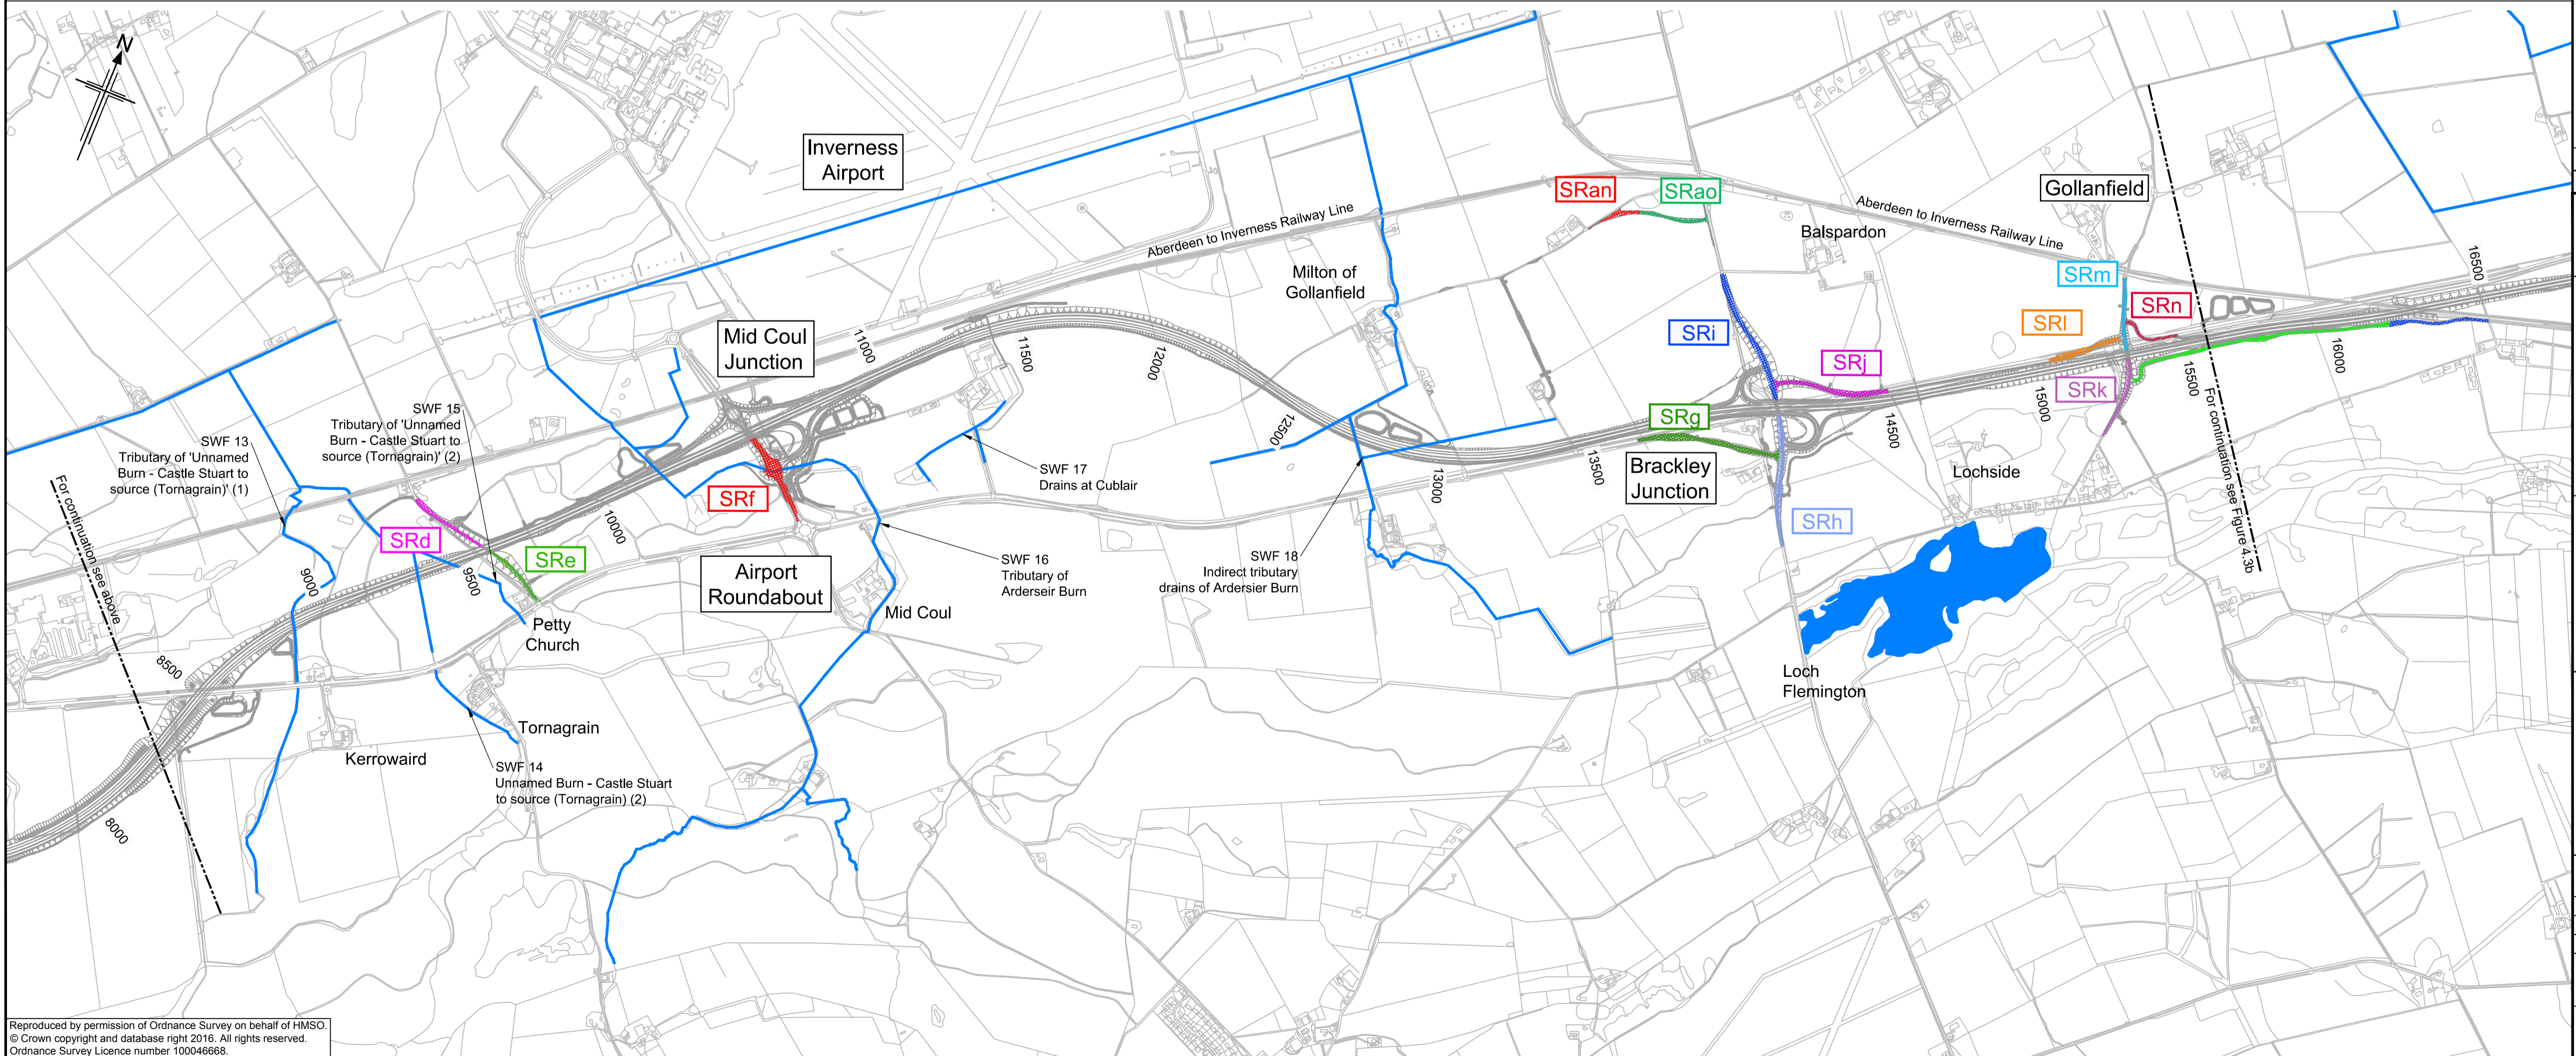 N
Inverness
Airport
SRan
SRao
Gollanfield
Aberdeen to Inverness Railway Line
Aberdeen to Inverness Railway Line
Balspardon
Milton of
Gollanfield
SRm
SRn
SRl
SRi
SRj
SRk
16500
16000
15500
15000
14500
Mid Coul
Junction
11000
11500
12000
12500
13000
13500
SRg
Brackley
Junction
Lochside
SRh
For continuation see Figure 4.3b
SWF 13
Tributary of 'Unnamed
Burn - Castle Stuart to
source (Tornagrain)' (1)
SWF 15
Tributary of 'Unnamed
Burn - Castle Stuart to
source (Tornagrain)' (2)
SWF 17
Drains at Cublair
For continuation see above
SRd
SRe
SRf
10000
9500
9000
8500
8000
SWF 16
Tributary of
Arderseir Burn
SWF 18
Indirect tributary
drains of Ardersier Burn
Airport
Roundabout
Mid Coul
Petty
Church
Loch
Flemington
Tornagrain
Kerrowaird
SWF 14
Unnamed Burn - Castle Stuart
to source (Tornagrain) (2)
Reproduced by permission of Ordnance Survey on behalf of HMSO.
© Crown copyright and database right 2016. All rights reserved.
Ordnance Survey Licence number 100046668.